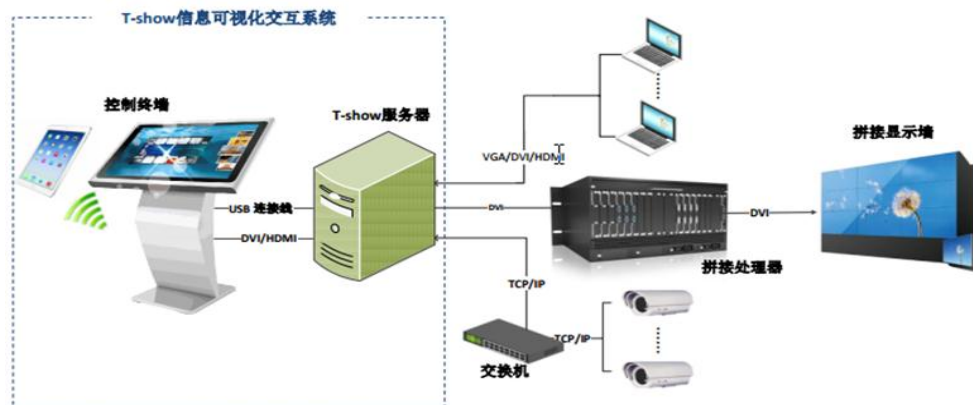 T-show信息可视化交互系统
控制终墙
T-show服务器
VGA/DVI/HDMI
拼接显示墙
USB 连接线
DVI
DVI
DVI/HDMI
拼接处理器
TCP/IP
TCP/IP
交换机